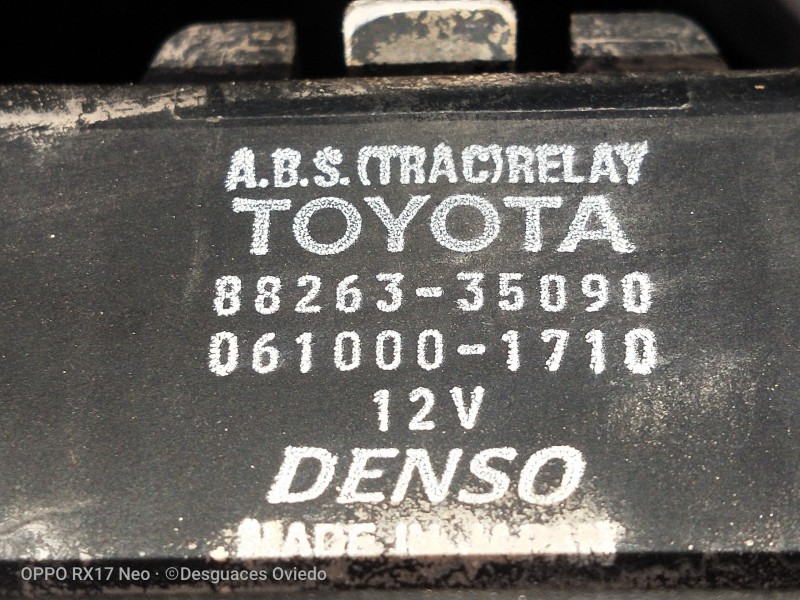 A.B.S.(TRAC)RELAY
TOYOTA
88263-35090
061000-1710
12V
DENSO
MADE IN JAPAN
OPPO RX17 Neo · ©Desguaces Oviedo